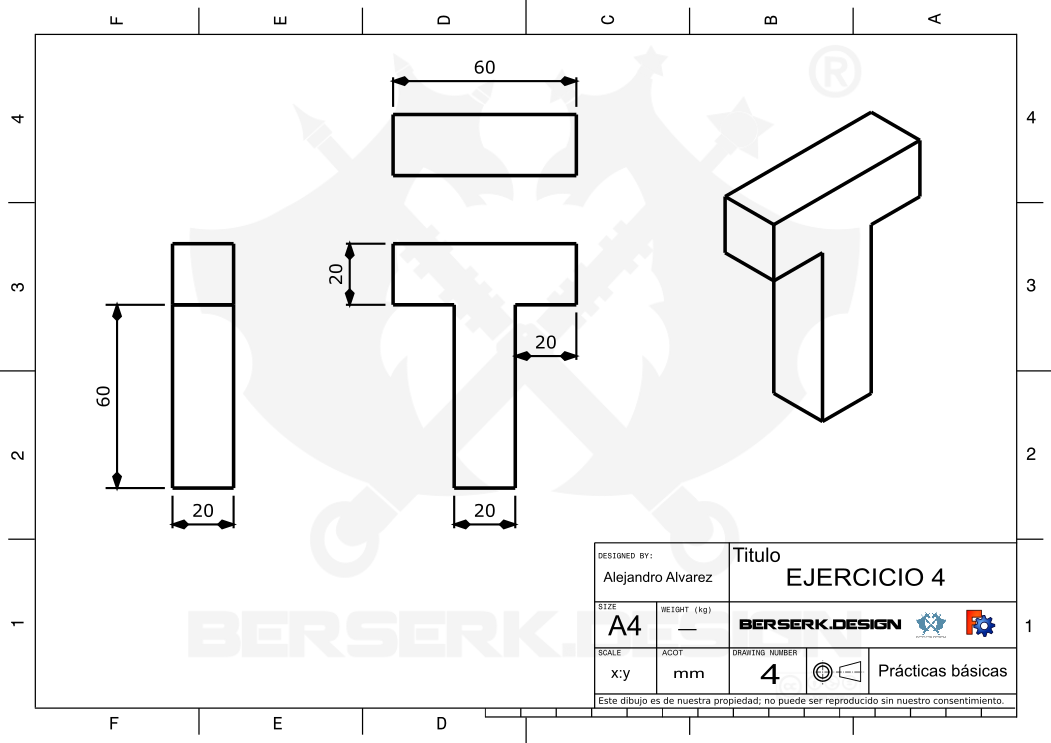 F E D C B A
60
®
4 4
20
3 3
20
60
2 2
20 20
DESIGNED BY:
Alejandro Alvarez
Titulo
EJERCICIO 4
SIZE
A4
WEIGHT (kg)
—
BERSERK.DESIGN
BERSERK.DESIGN
1 1
SCALE
x:y
ACOT
mm
DRAWING NUMBER
4
Prácticas básicas
Este dibujo es de nuestra propiedad; no puede ser reproducido sin nuestro consentimiento.
F E D